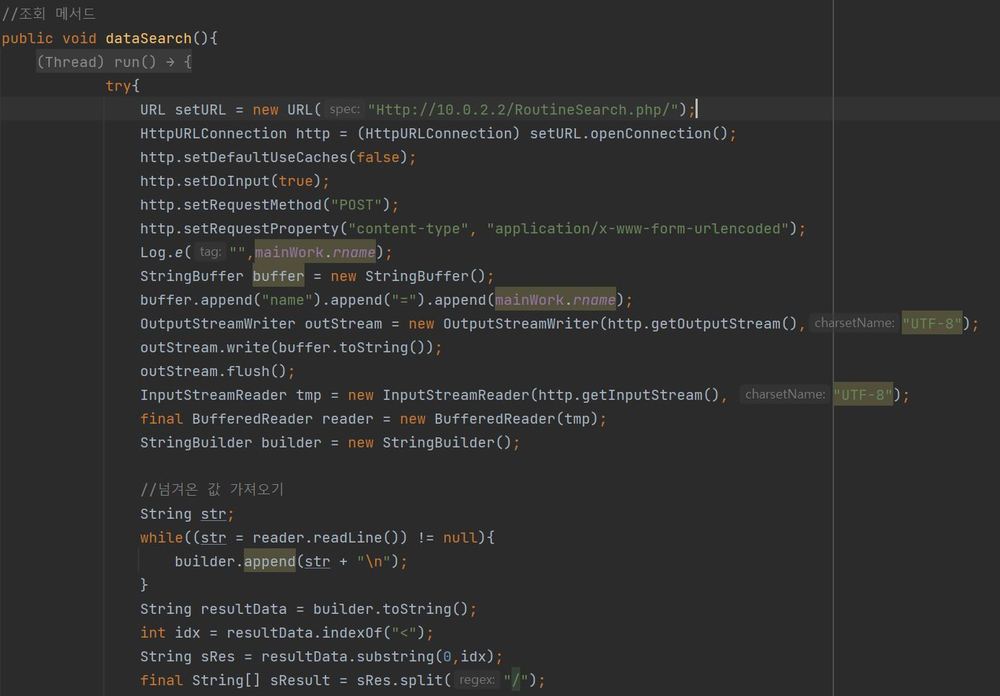 //조회 메서드
public void dataSearch(){
(Thread) run() → {
try{
URL setURL = new URL( spec: "Http://10.0.2.2/RoutineSearch.php/");
HttpURLConnection http = (HttpURLConnection) setURL.openConnection();
http.setDefaultUseCaches(false);
http.setDoInput(true);
http.setRequestMethod("POST");
http.setRequestProperty("content-type", "application/x-www-form-urlencoded");
Log.e( tag: "",mainWork.rname);
StringBuffer buffer = new StringBuffer();
buffer.append("name").append("=").append(mainWork.rname);
OutputStreamWriter outStream = new OutputStreamWriter(http.getOutputStream(), charsetName: "UTF-8");
outStream.write(buffer.toString());
outStream.flush();
InputStreamReader tmp = new InputStreamReader(http.getInputStream(), charsetName: "UTF-8");
final BufferedReader reader = new BufferedReader(tmp);
StringBuilder builder = new StringBuilder();
//넘겨온 값 가져오기
String str;
while((str = reader.readLine()) != null){
builder.append(str + "\n");
}
String resultData = builder.toString();
int idx = resultData.indexOf("<");
String sRes = resultData.substring(0,idx);
final String[] sResult = sRes.split( regex: "/");